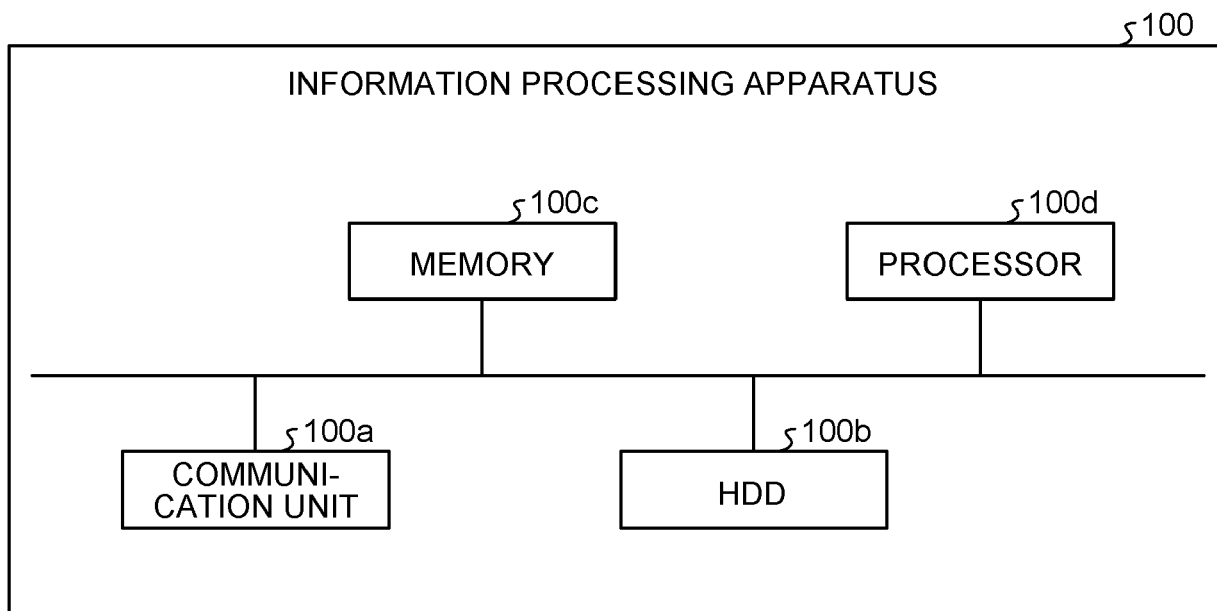 100
INFORMATION PROCESSING APPARATUS
100c
MEMORY
100d
PROCESSOR
100a
COMMUNI-
CATION UNIT
100b
HDD